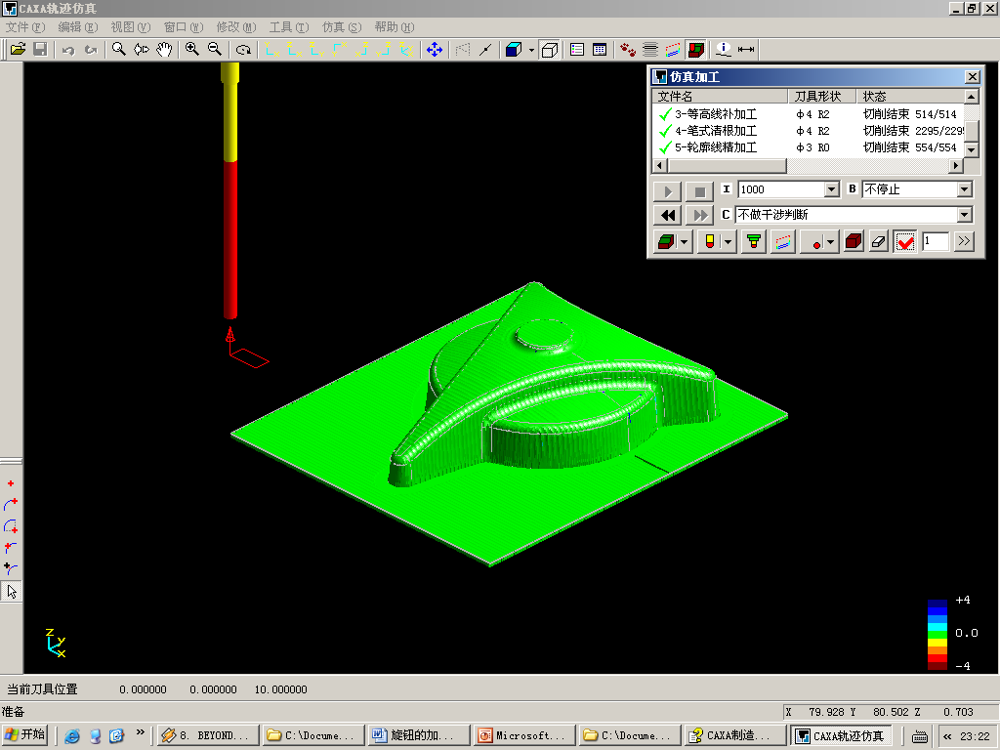 CAXA轨迹仿真
文件(F) 编辑(E) 视图(V) 窗口(W) 修改(M) 工具(T) 仿真(S) 帮助(H)
仿真加工
文件名 刀具形状 状态
3-等高线补加工 φ4 R2 切削结束 514/514
4-笔式清根加工 φ4 R2 切削结束 2295/229
5-轮廓线精加工 φ3 R0 切削结束 554/554
I 1000 B 不停止
C 不做干涉判断
1 >>
+4
0.0
-4
Z
Y
X
当前刀具位置 0.000000 0.000000 10.000000
准备
X 79.928 Y 80.502 Z 0.703
开始 » 8. BEYOND... C:\Docume... 旋钮的加... Microsoft... C:\Docume... CAXA制造... CAXA轨迹仿真 « 23:22